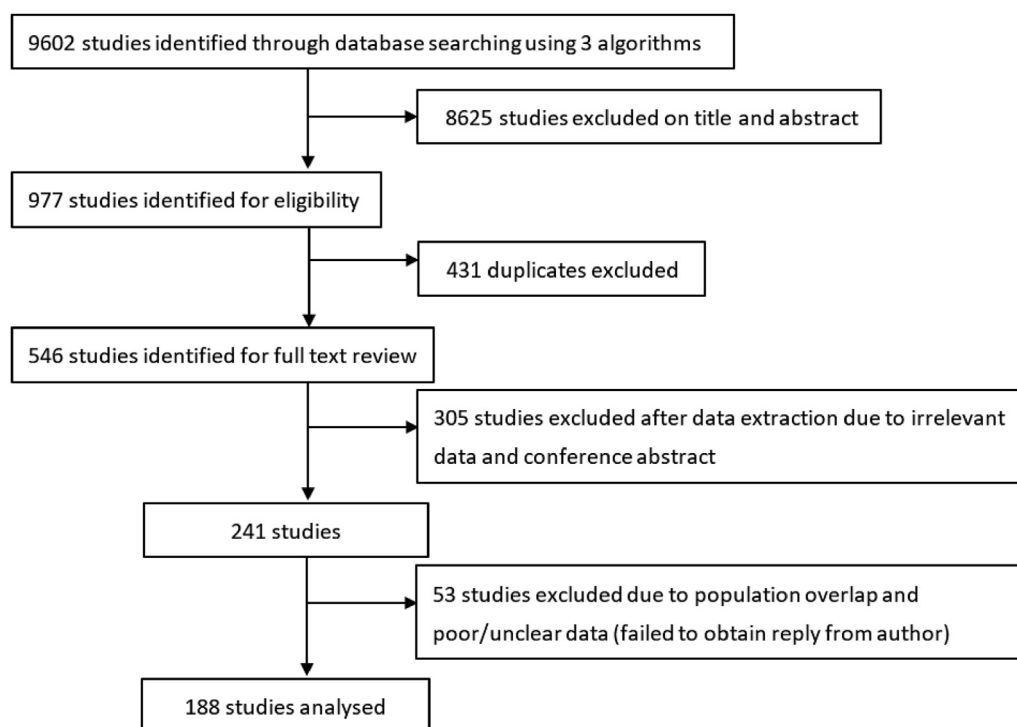 9602 studies identified through database searching using 3 algorithms
8625 studies excluded on title and abstract
977 studies identified for eligibility
431 duplicates excluded
546 studies identified for full text review
305 studies excluded after data extraction due to irrelevant
data and conference abstract
241 studies
53 studies excluded due to population overlap and
poor/unclear data (failed to obtain reply from author)
188 studies analysed